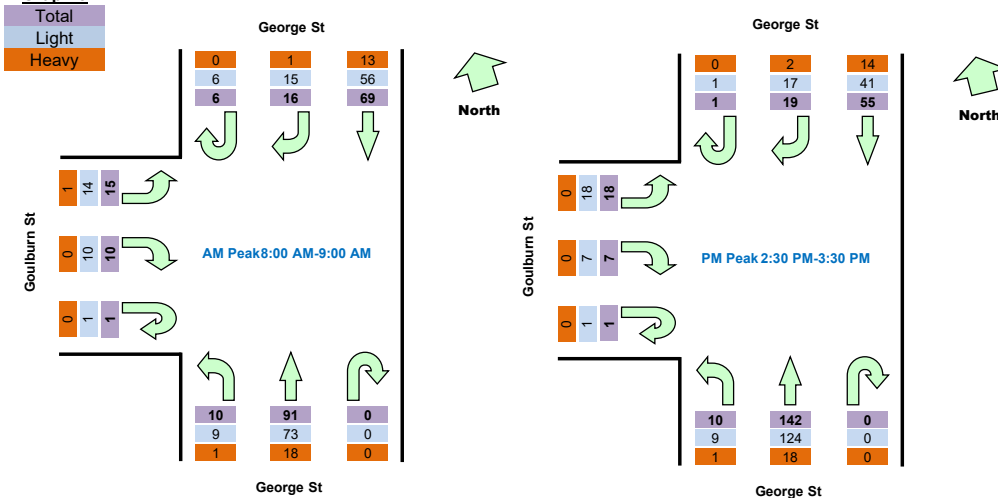 Total
Light
Heavy
George St
0 1 13
6 15 56
6 16 69
North
Goulburn St
1 14 15
0 10 10
0 1 1
AM Peak8:00 AM-9:00 AM
10 91 0
9 73 0
1 18 0
George St
George St
0 2 14
1 17 41
1 19 55
North
Goulburn St
0 18 18
0 7 7
0 1 1
PM Peak 2:30 PM-3:30 PM
10 142 0
9 124 0
1 18 0
George St